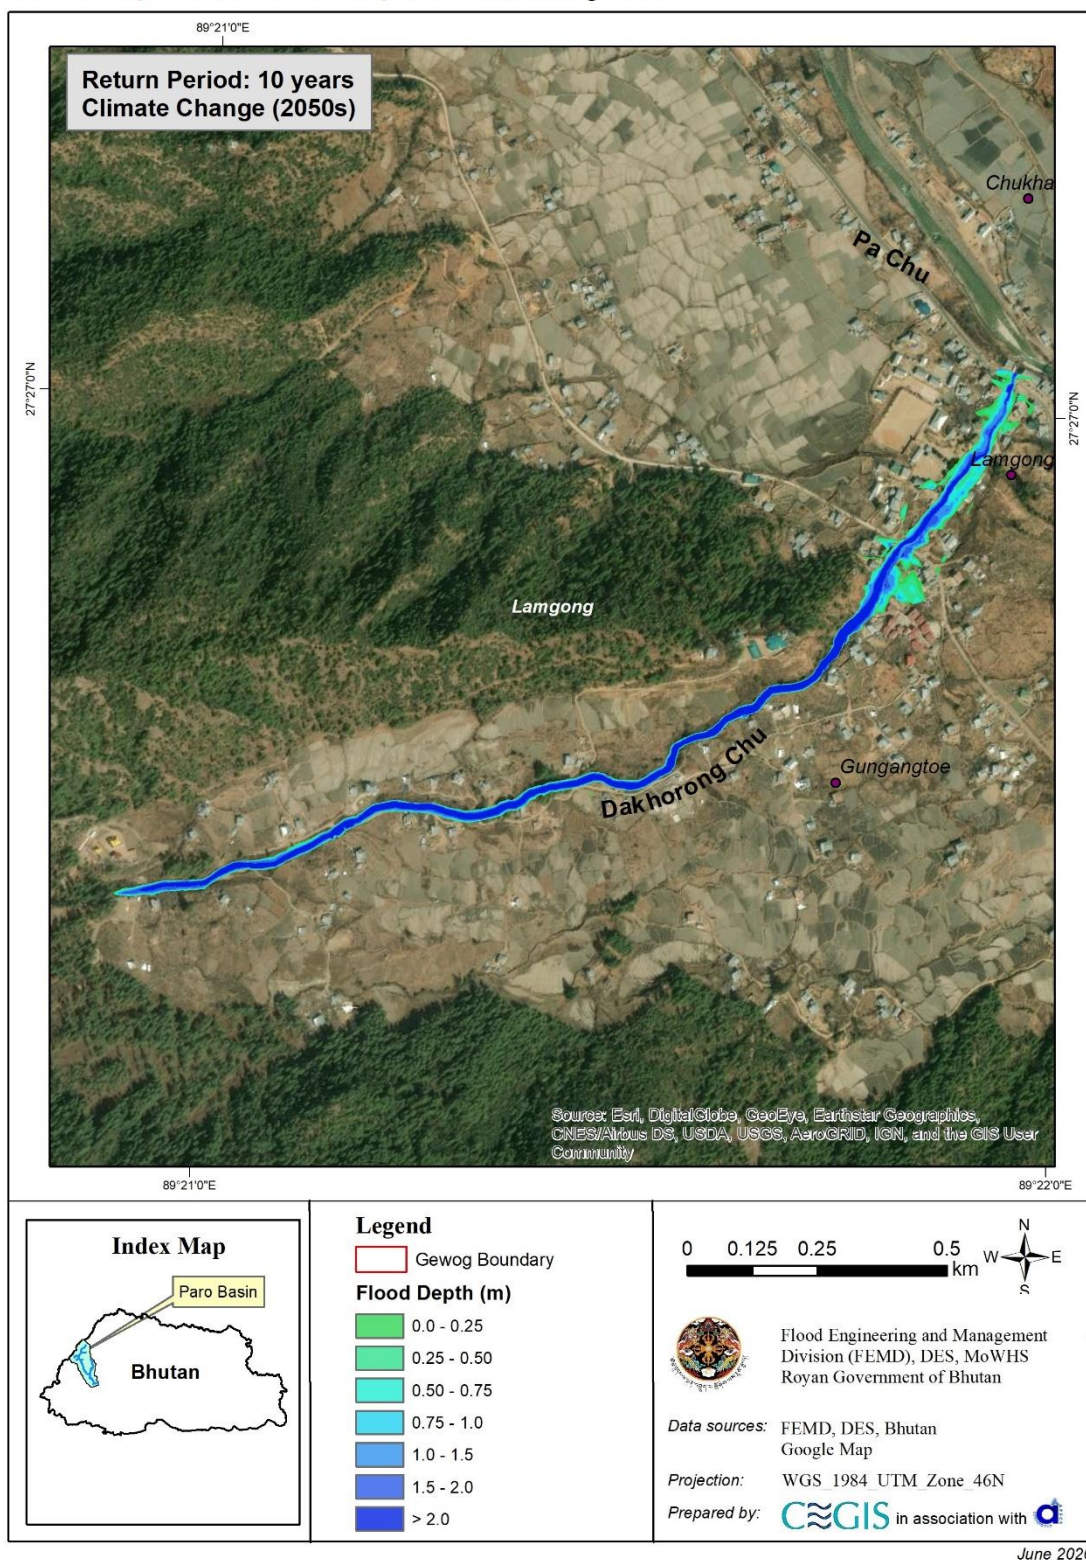 89°21'0"E
Return Period: 10 years
Climate Change (2050s)
Chukha
Pa Chu
27°27'0"N
27°27'0"N
Lamgong
Lamgong
Dakhorong Chu
Gungangtoe
Source: Esri, DigitalGlobe, GeoEye, Earthstar Geographics,
CNES/Airbus DS, USDA, USGS, AeroGRID, IGN, and the GIS User
Community
89°21'0"E
89°22'0"E
Index Map
Paro Basin
Bhutan
Legend
Gewog Boundary
Flood Depth (m)
0.0 - 0.25
0.25 - 0.50
0.50 - 0.75
0.75 - 1.0
1.0 - 1.5
1.5 - 2.0
> 2.0
0 0.125 0.25 0.5
km
N
W E
S
Flood Engineering and Management
Division (FEMD), DES, MoWHS
Royan Government of Bhutan
Data sources: FEMD, DES, Bhutan
Google Map
Projection: WGS_1984_UTM_Zone_46N
Prepared by: CEGIS in association with
June 2020